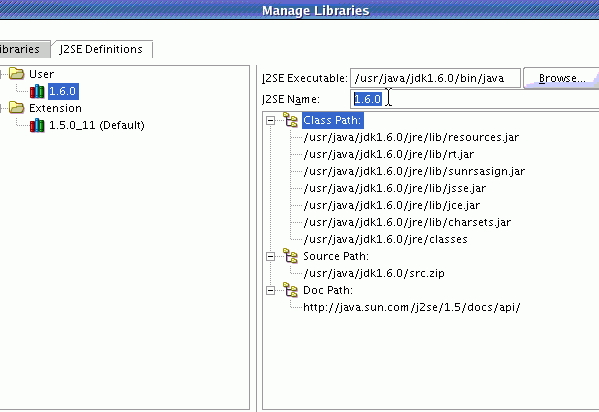 Manage Libraries
ibraries
J2SE Definitions
User
1.6.0
Extension
1.5.0_11 (Default)
J2SE Executable: /usr/java/jdk1.6.0/bin/java Browse...
J2SE Name: 1.6.0
Class Path:
/usr/java/jdk1.6.0/jre/lib/resources.jar
/usr/java/jdk1.6.0/jre/lib/rt.jar
/usr/java/jdk1.6.0/jre/lib/sunrsasign.jar
/usr/java/jdk1.6.0/jre/lib/jsse.jar
/usr/java/jdk1.6.0/jre/lib/jce.jar
/usr/java/jdk1.6.0/jre/lib/charsets.jar
/usr/java/jdk1.6.0/jre/classes
Source Path:
/usr/java/jdk1.6.0/src.zip
Doc Path:
http://java.sun.com/j2se/1.5/docs/api/